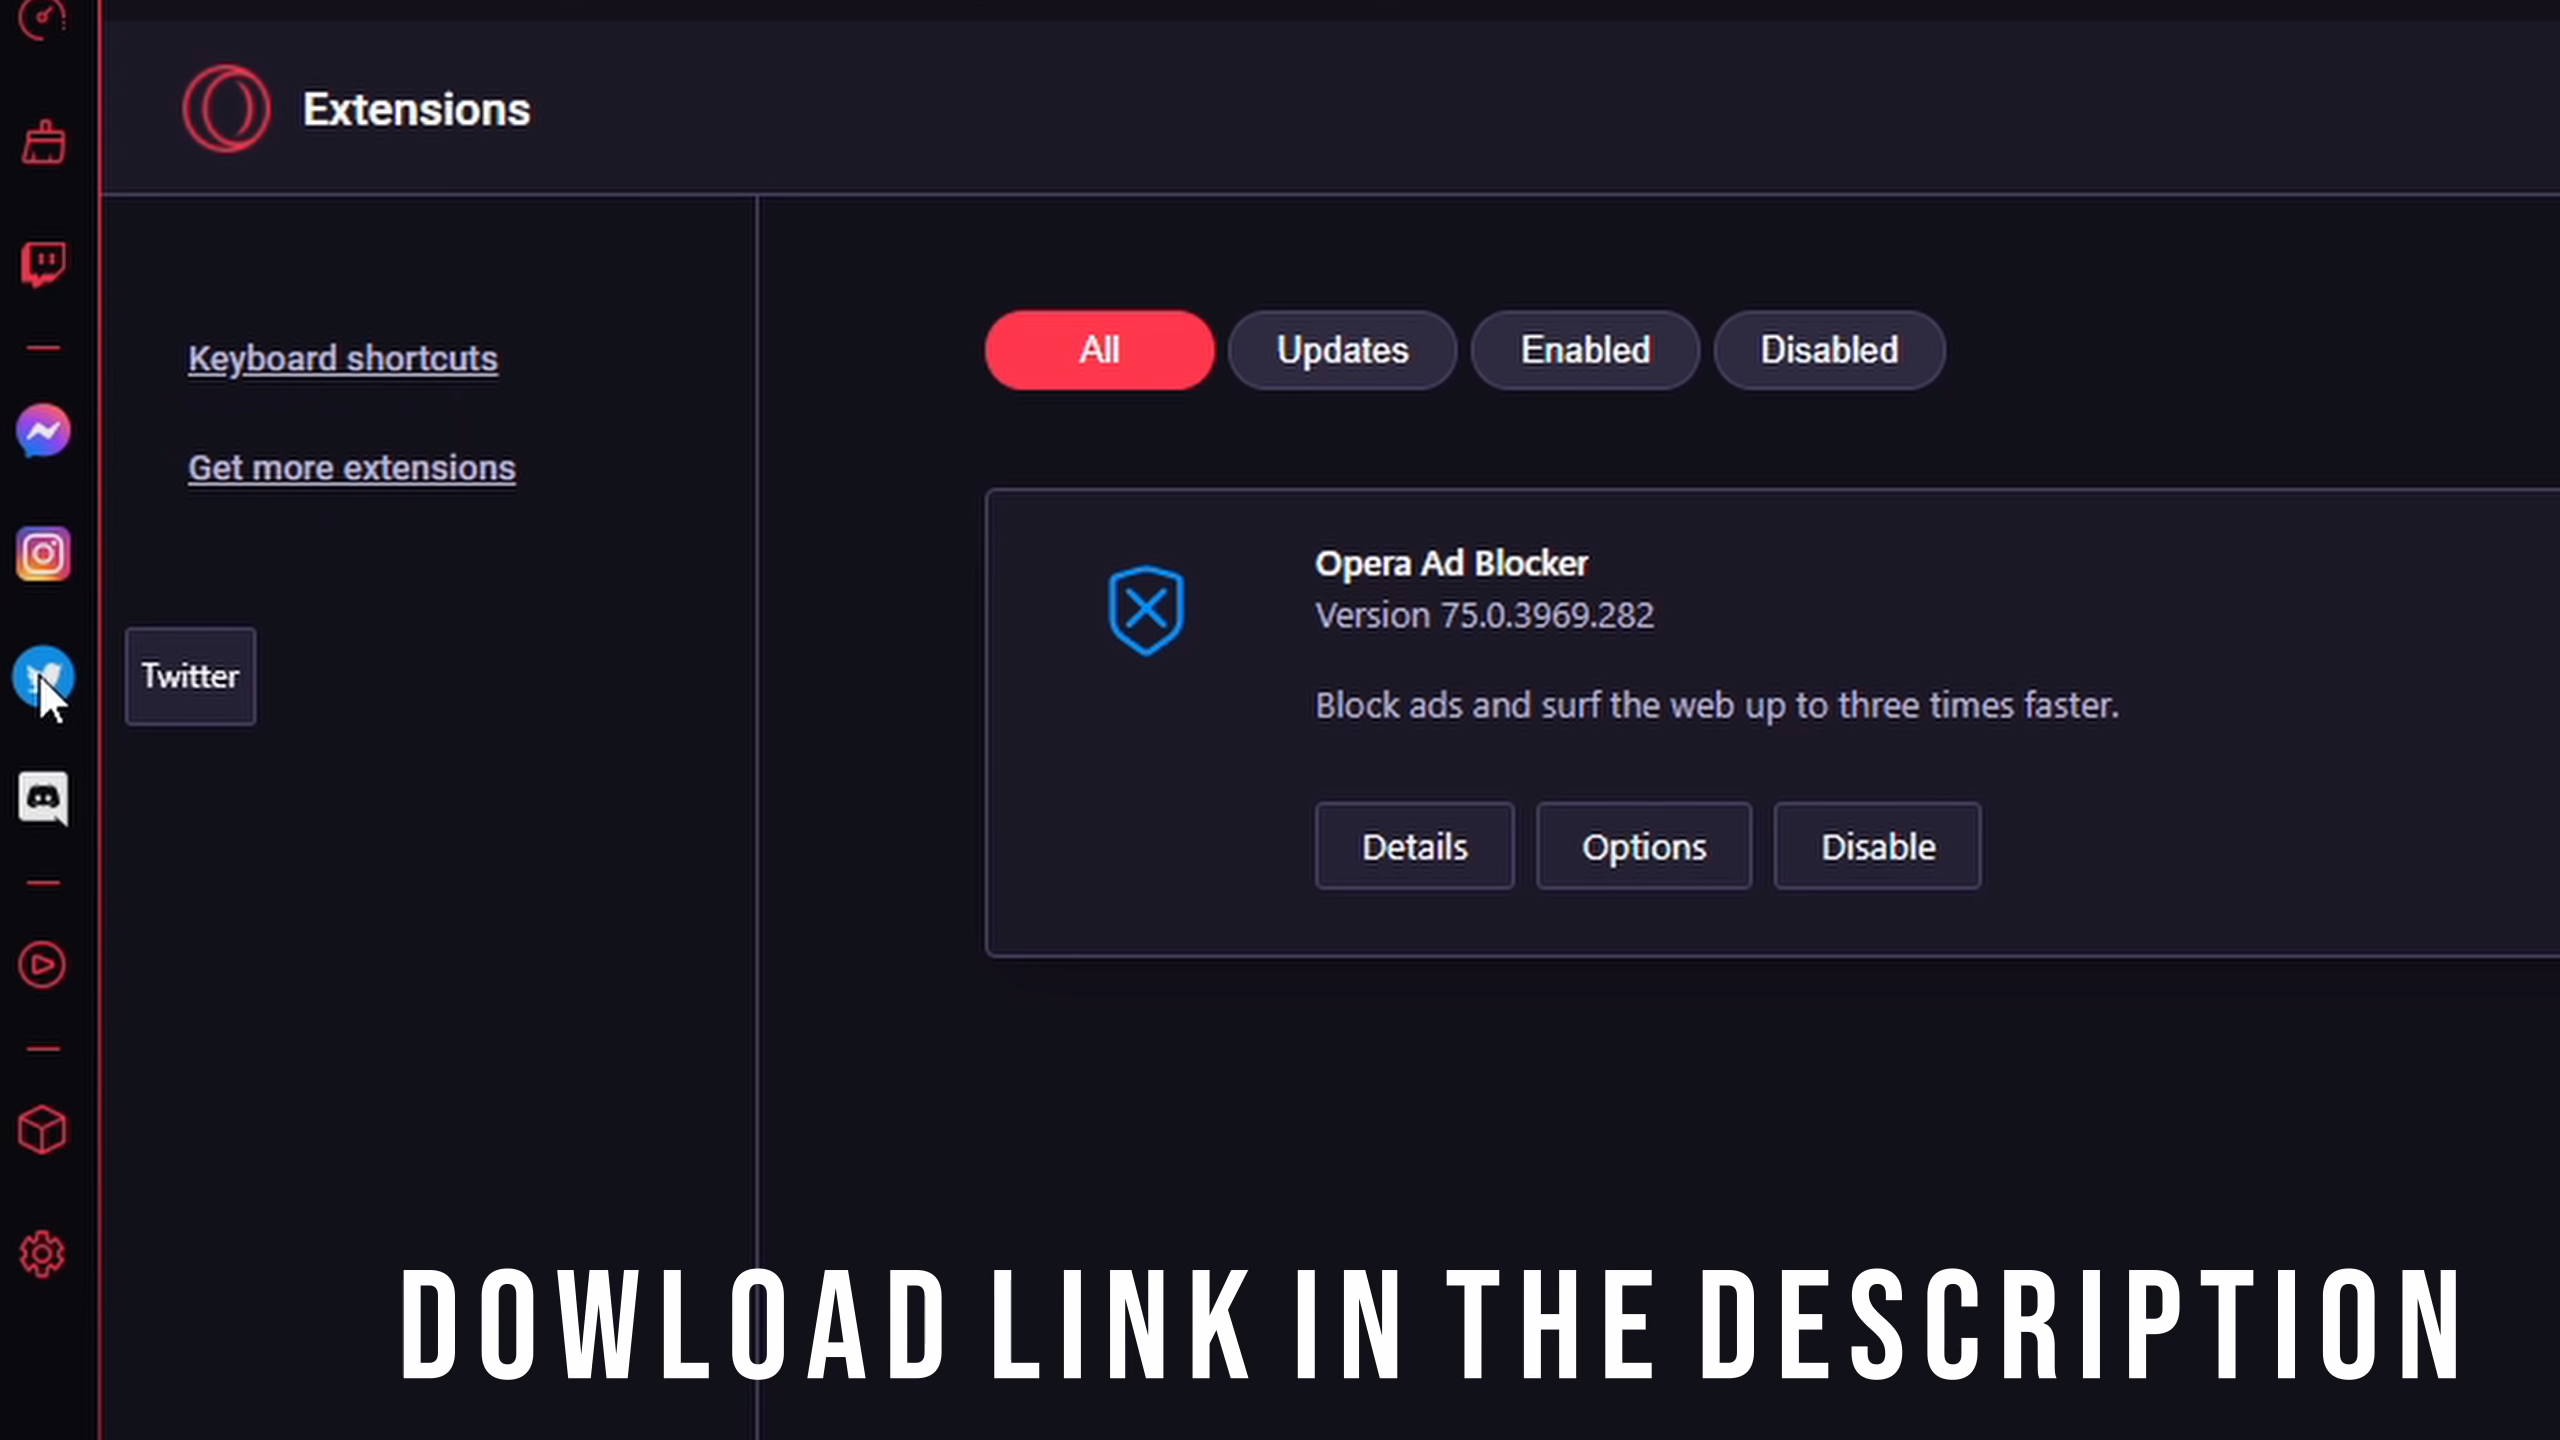 Extensions
Keyboard shortcuts
Get more extensions
Twitter
All
Updates
Enabled
Disabled
Opera Ad Blocker
Version 75.0.3969.282
Block ads and surf the web up to three times faster.
Details
Options
Disable
DOWLOAD LINK IN THE DESCRIPTION